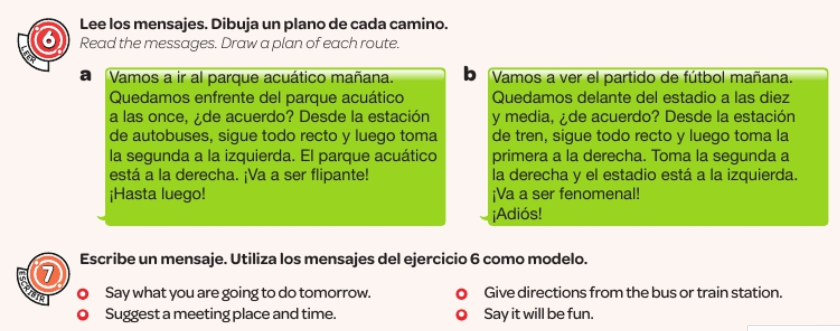 6
LEER
Lee los mensajes. Dibuja un plano de cada camino.
Read the messages. Draw a plan of each route.
a
Vamos a ir al parque acuático mañana.
Quedamos enfrente del parque acuático
a las once, ¿de acuerdo? Desde la estación
de autobuses, sigue todo recto y luego toma
la segunda a la izquierda. El parque acuático
está a la derecha. ¡Va a ser flipante!
¡Hasta luego!
b
Vamos a ver el partido de fútbol mañana.
Quedamos delante del estadio a las diez
y media, ¿de acuerdo? Desde la estación
de tren, sigue todo recto y luego toma la
primera a la derecha. Toma la segunda a
la derecha y el estadio está a la izquierda.
¡Va a ser fenomenal!
¡Adiós!
7
ESCRIBIR
Escribe un mensaje. Utiliza los mensajes del ejercicio 6 como modelo.
Say what you are going to do tomorrow.
Suggest a meeting place and time.
Give directions from the bus or train station.
Say it will be fun.